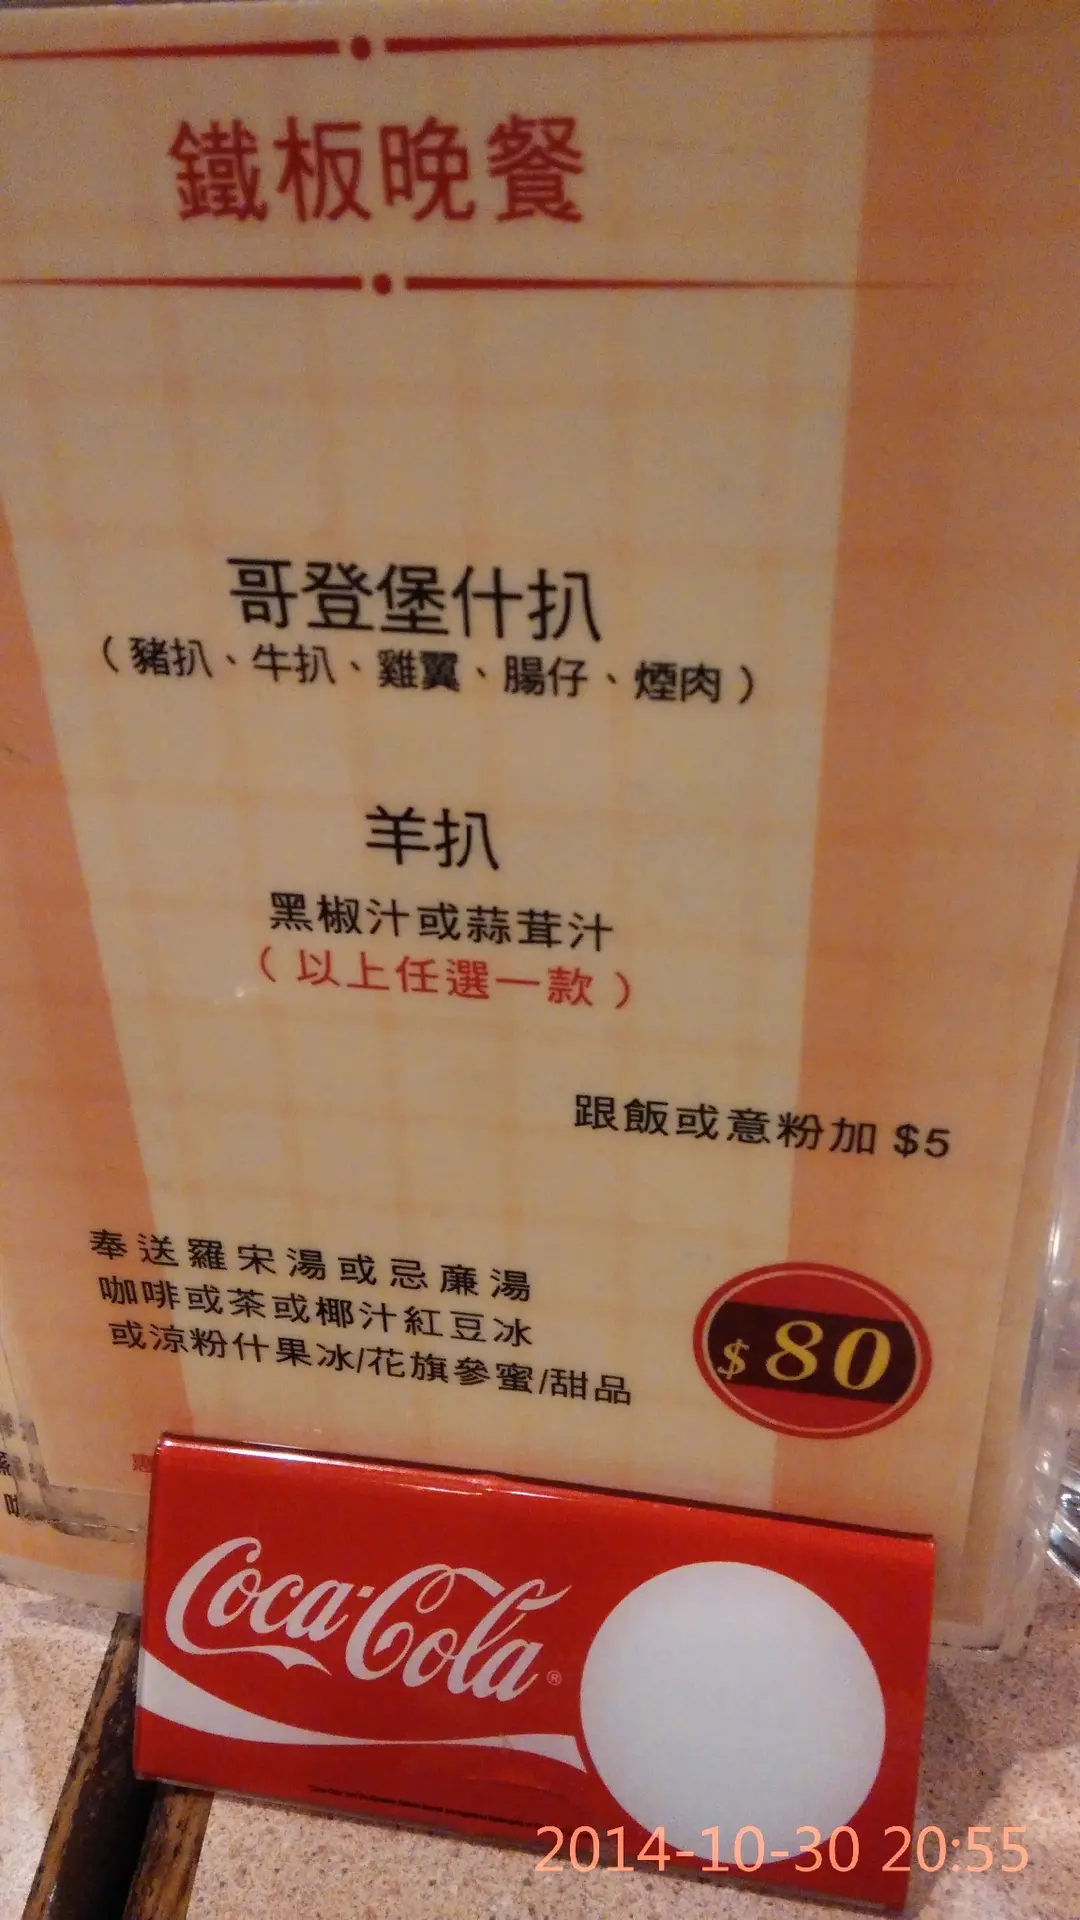 鐵板晚餐
哥登堡什扒
（豬扒、牛扒、雞翼、腸仔、煙肉）
羊扒
黑椒汁或蒜茸汁
（以上任選一款）
跟飯或意粉加 $5
奉送羅宋湯或忌廉湯
咖啡或茶或椰汁紅豆冰
或涼粉什果冰/花旗參蜜/甜品
$80
Coca-Cola®
2014-10-30 20:55